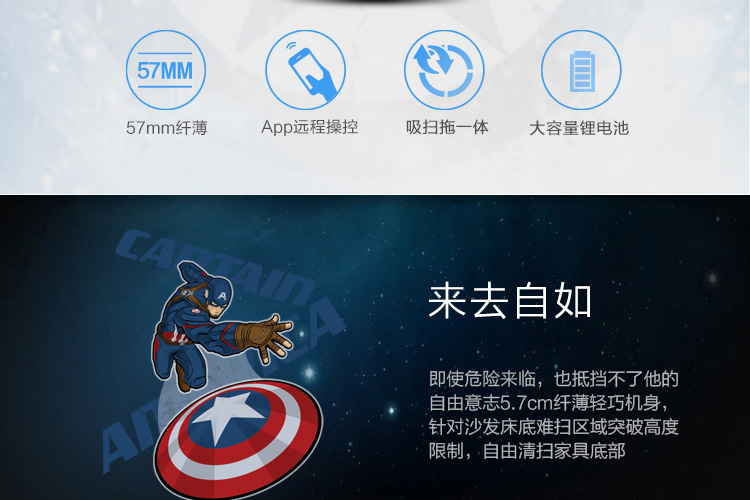 57MM
57mm纤薄
App远程操控
吸扫拖一体
大容量锂电池
CAPTAIN
AMERICA
来去自如
即使危险来临，也抵挡不了他的
自由意志5.7cm纤薄轻巧机身，
针对沙发床底难扫区域突破高度
限制，自由清扫家具底部